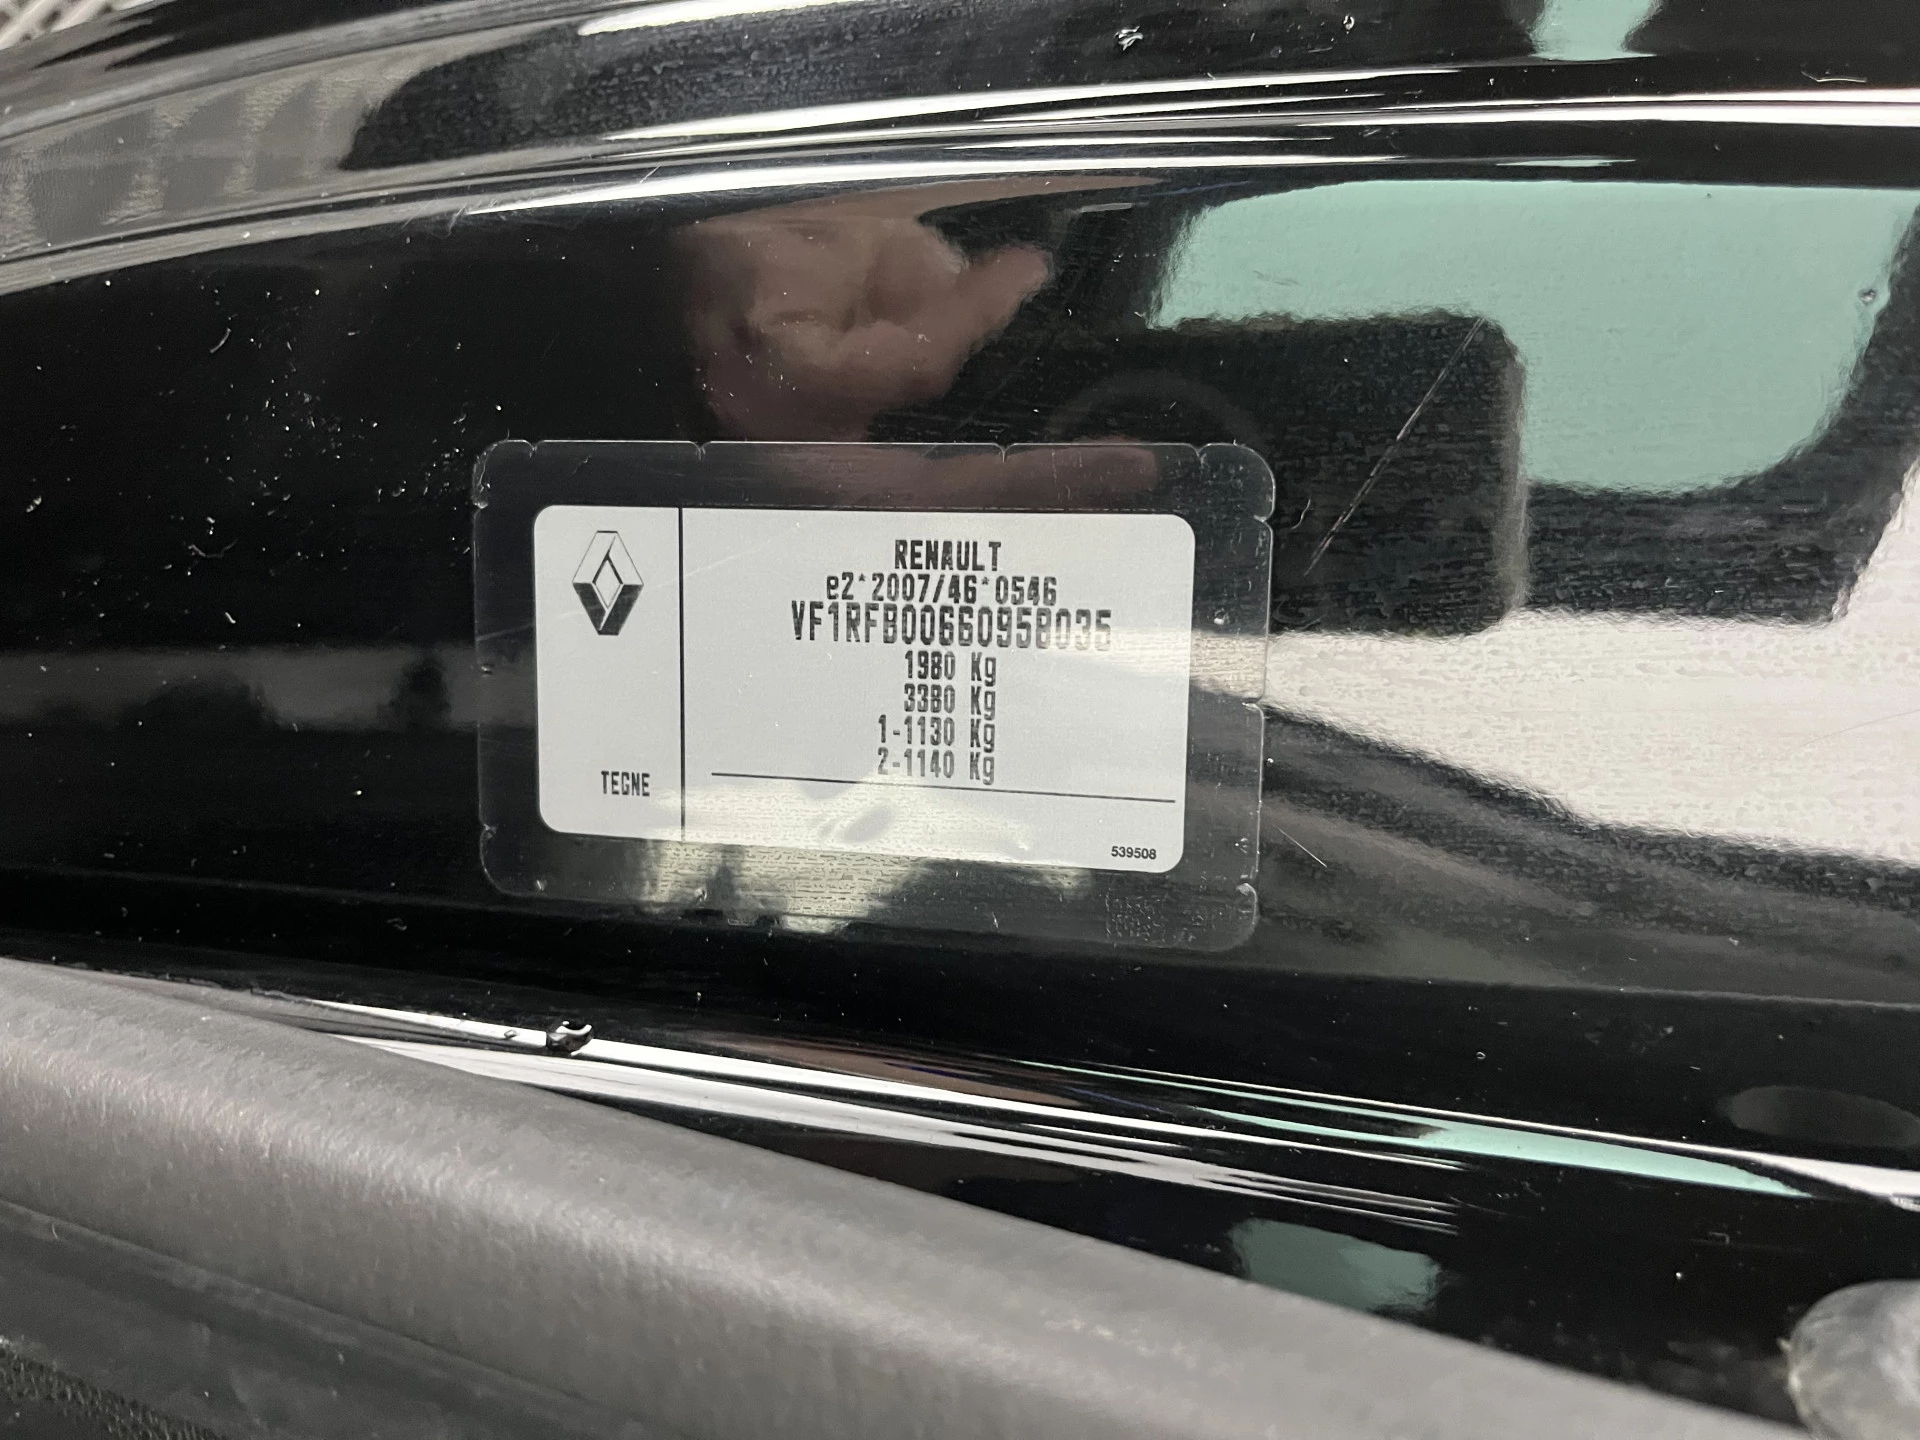 RENAULT
e2*2007/46*0546
VF1RFB00660958035
1980 Kg
3380 Kg
1-1130 Kg
2-1140 Kg
TEGNE
539508